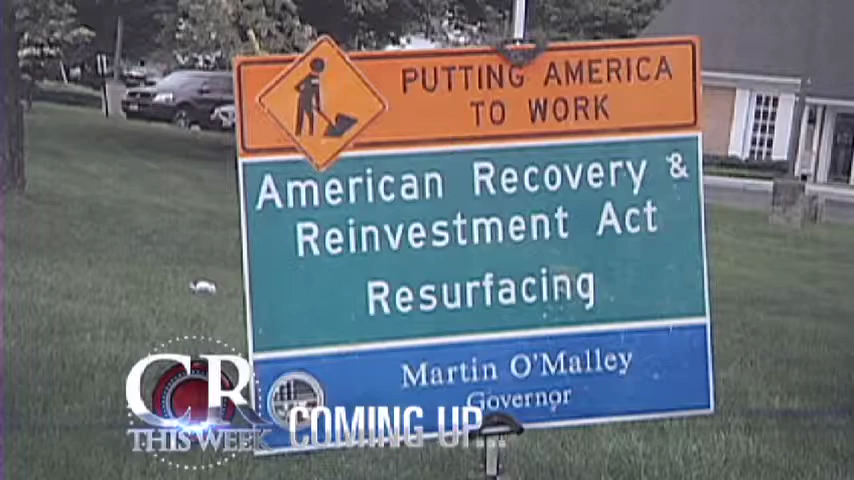 PUTTING AMERICA
TO WORK
American Recovery &
Reinvestment Act
Resurfacing
Martin O'Malley
Governor
CR
THIS WEEK
COMING UP...